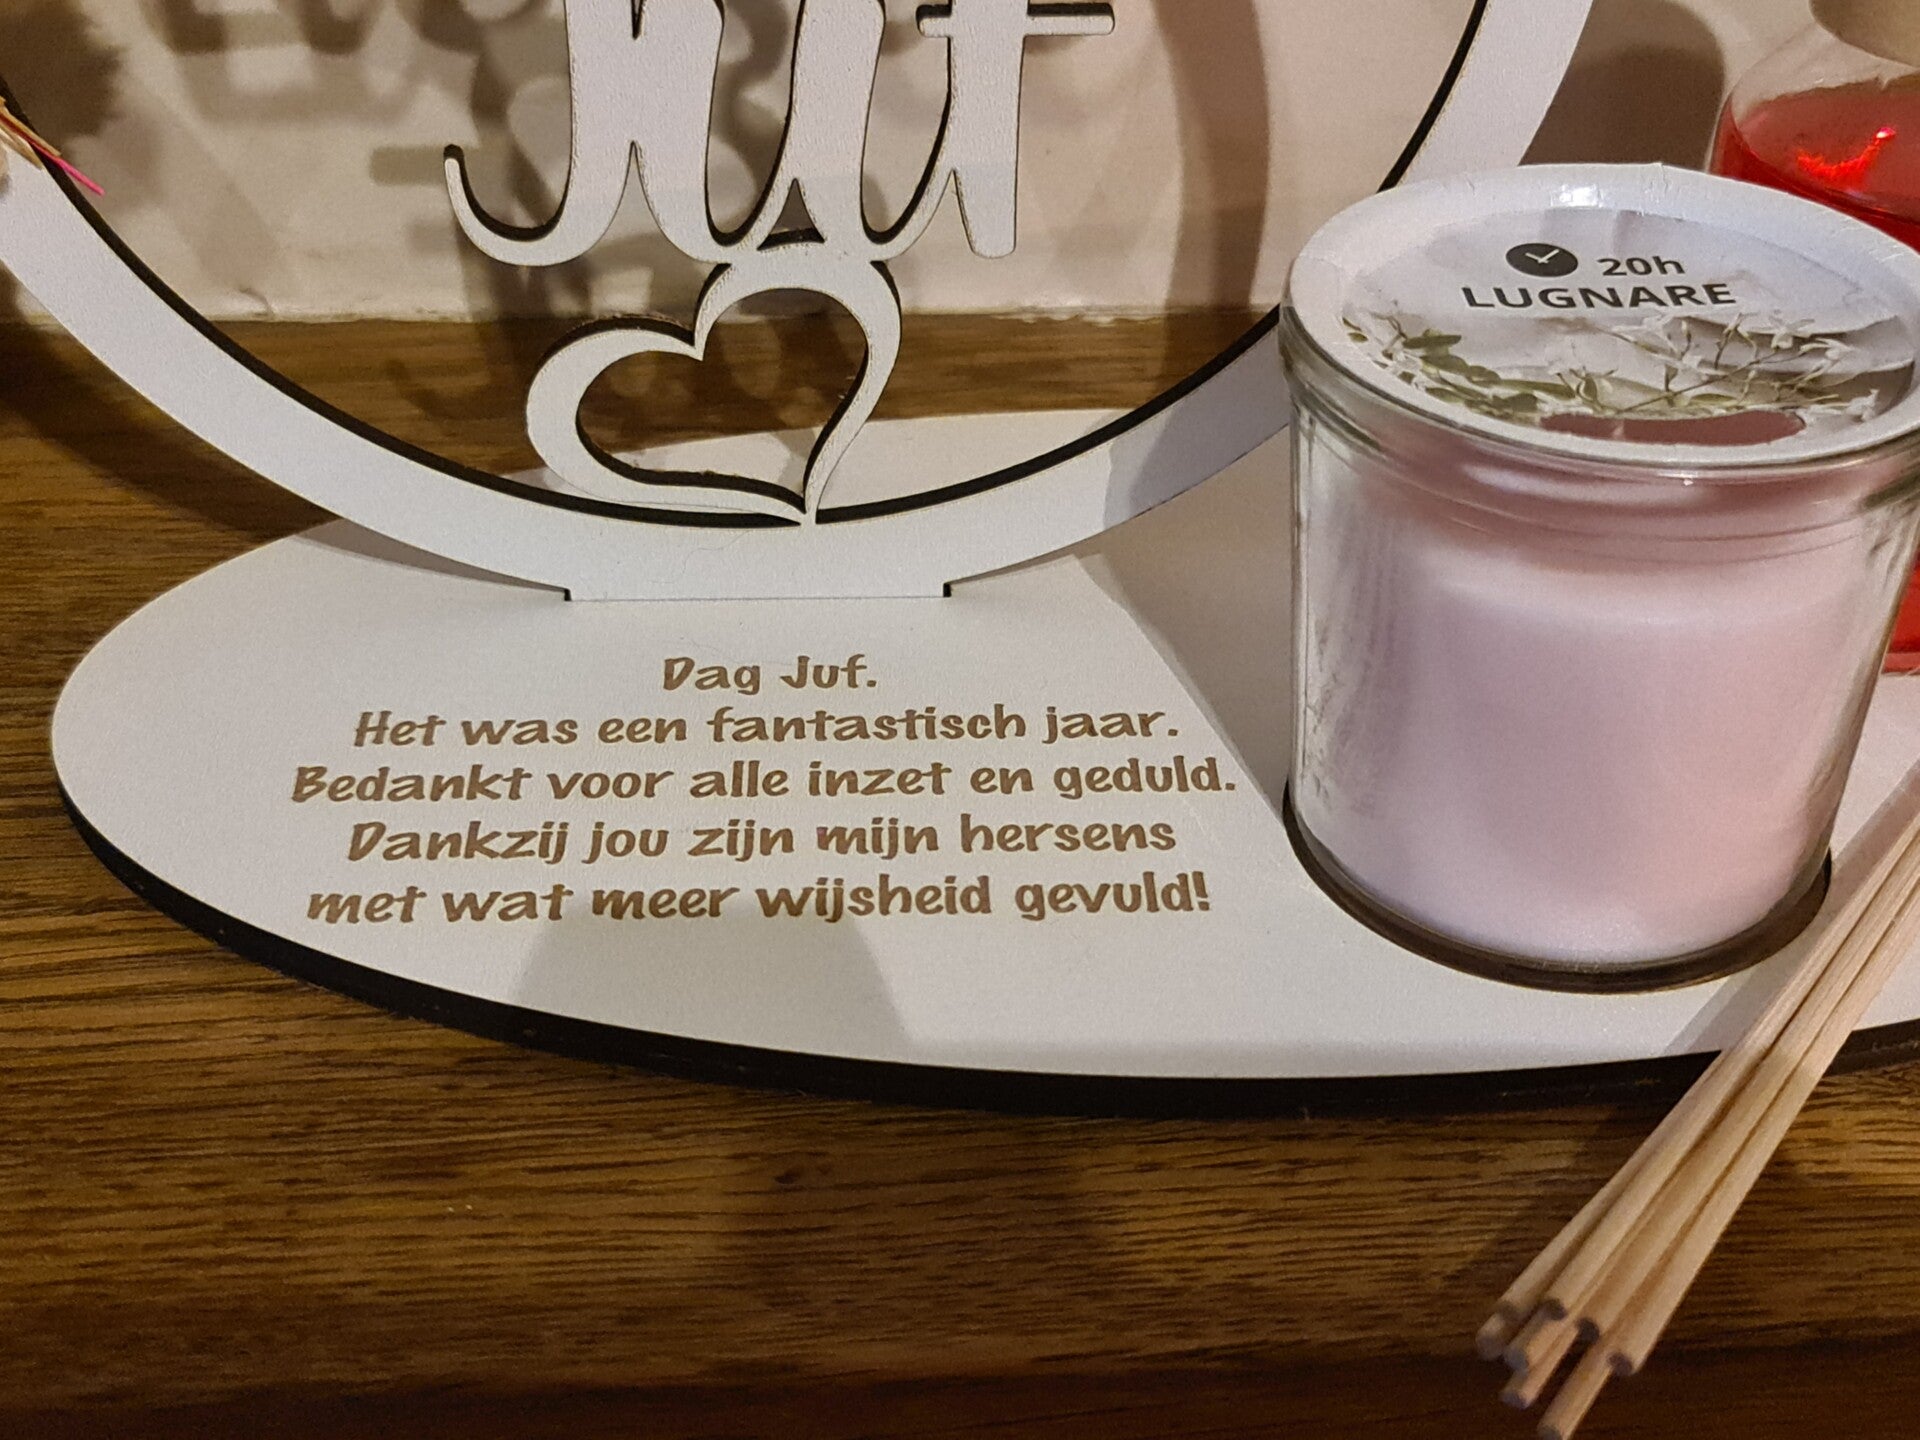 Juf
20h
LUGNARE
Dag Juf.
Het was een fantastisch jaar.
Bedankt voor alle inzet en geduld.
Dankzij jou zijn mijn hersens
met wat meer wijsheid gevuld!